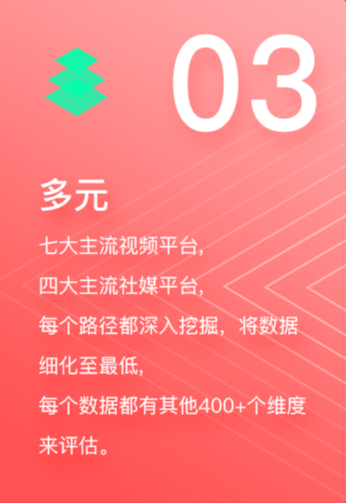 03
多元
七大主流视频平台,
四大主流社媒平台,
每个路径都深入挖掘，将数据
细化至最低,
每个数据都有其他400+个维度
来评估。